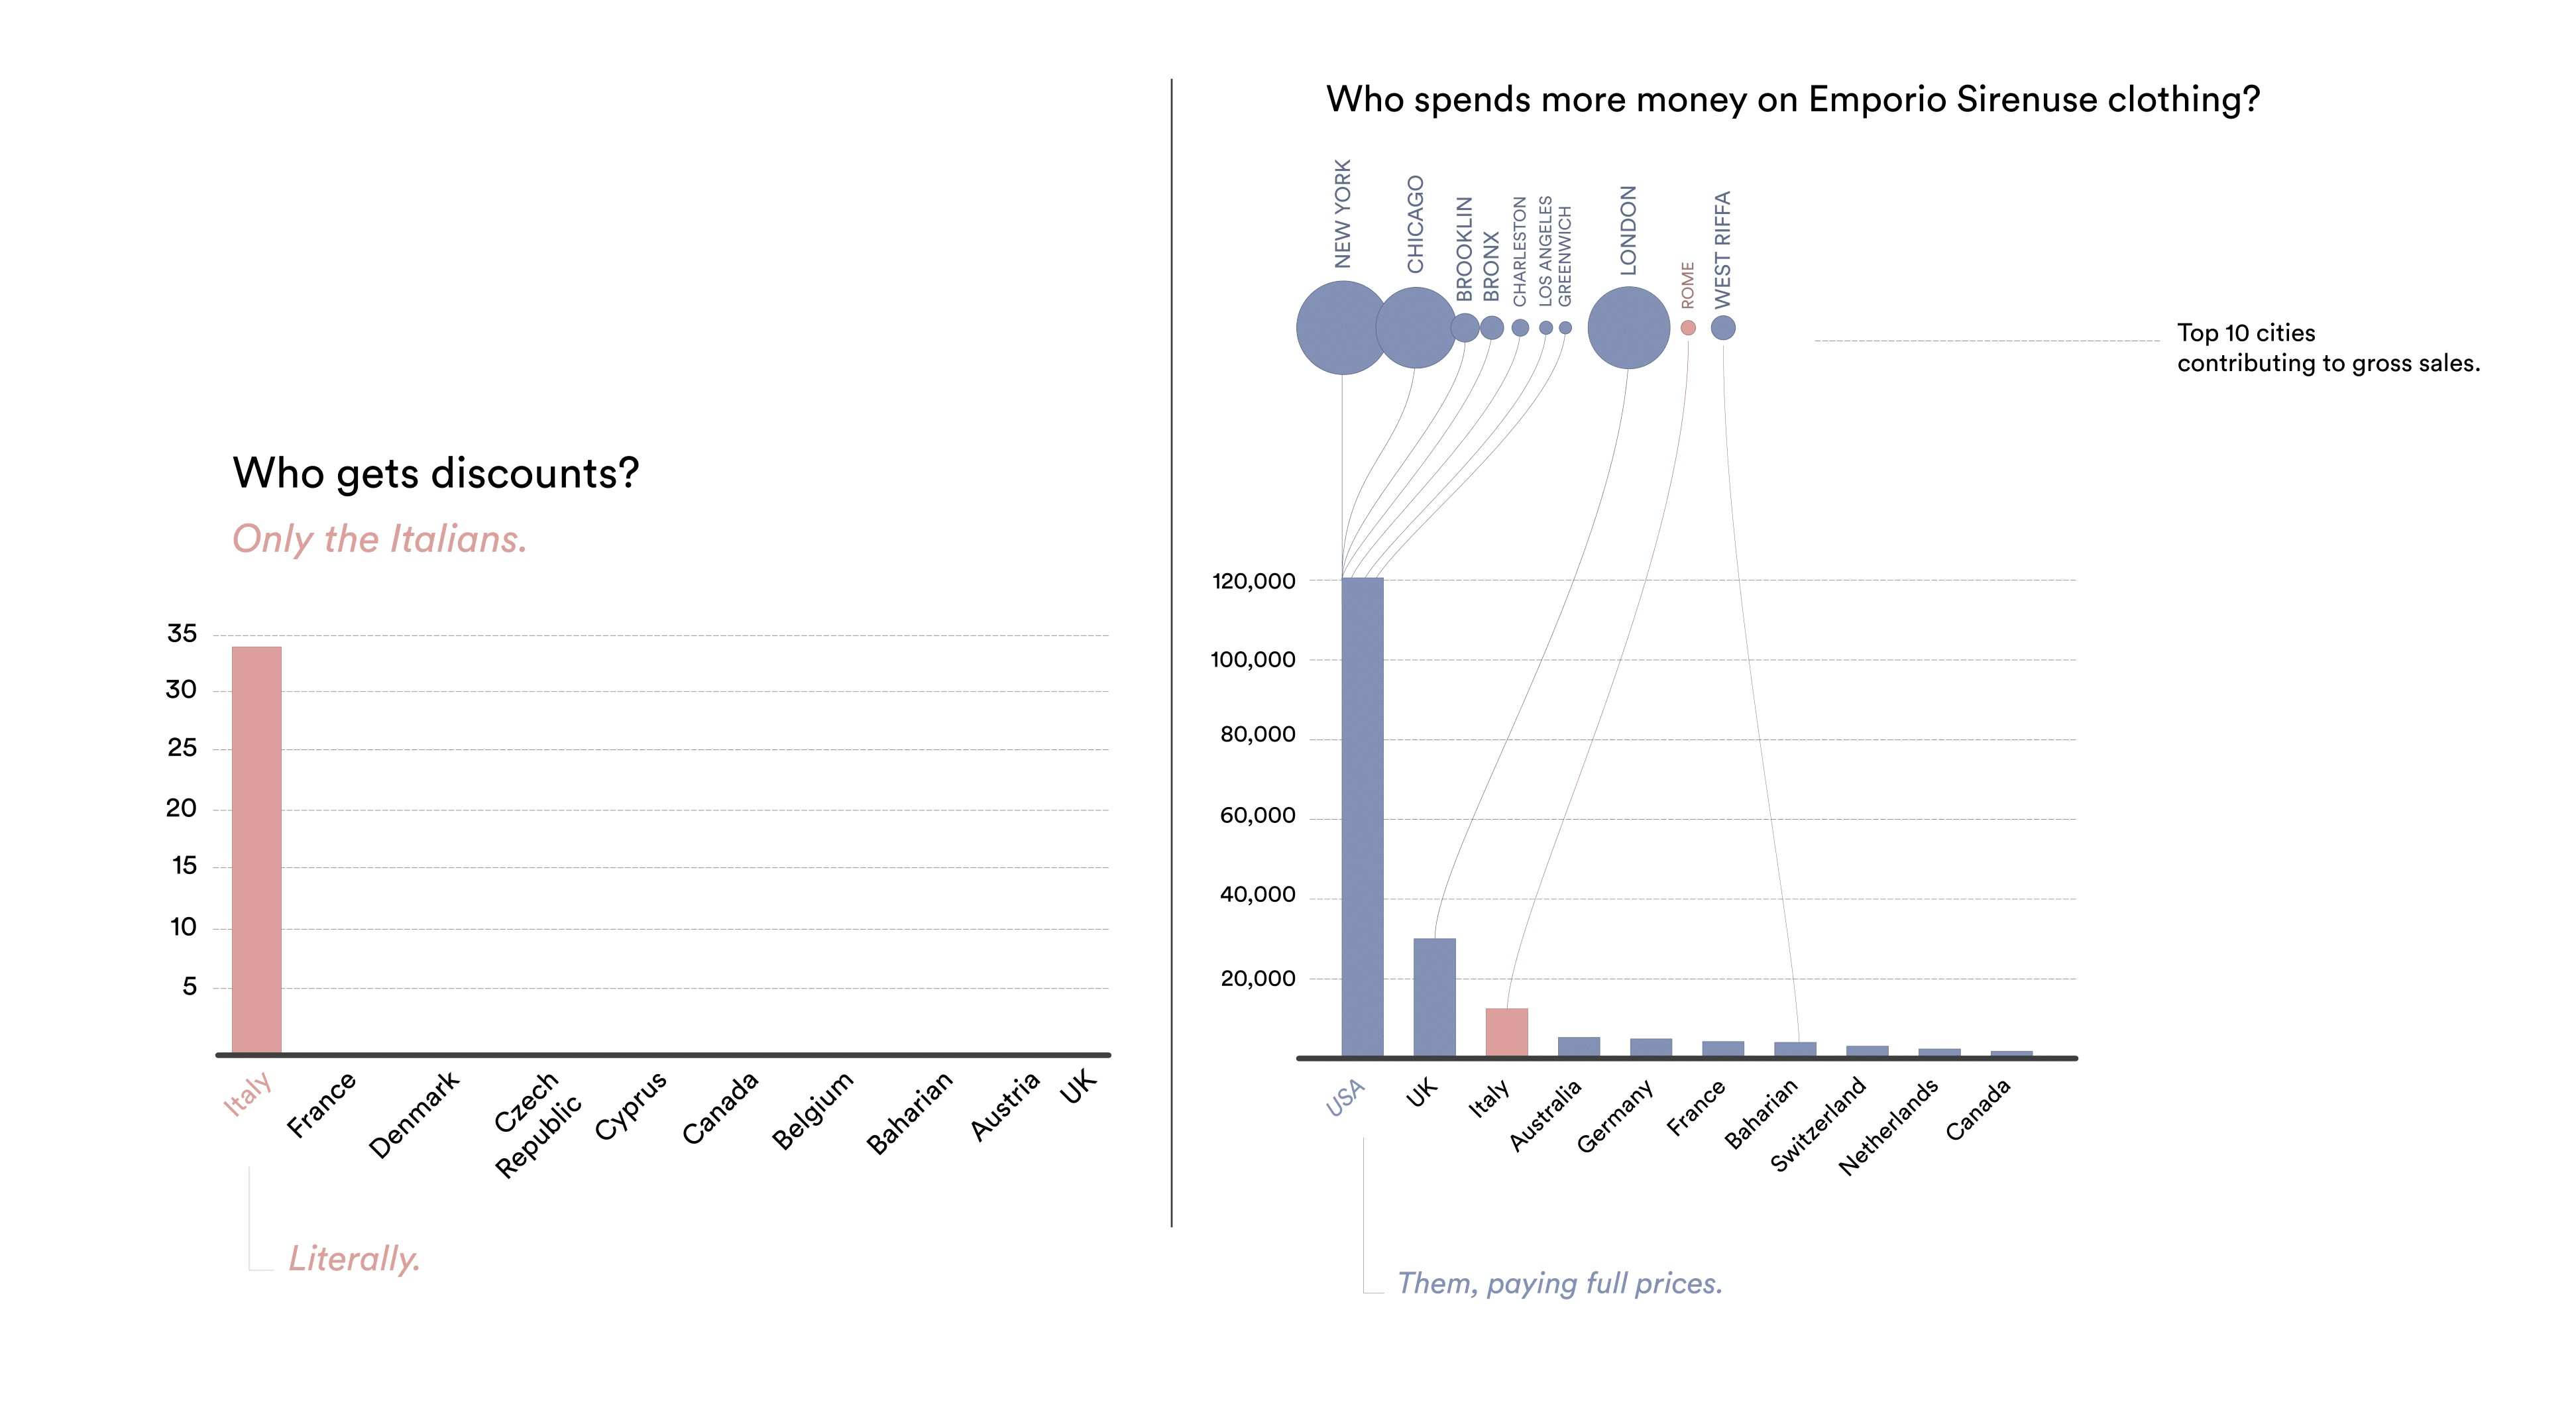 Who gets discounts?
Only the Italians.
35
30
25
20
15
10
5
Italy
France
Denmark
Czech
Republic
Cyprus
Canada
Belgium
Baharian
Austria
UK
Literally.
Who spends more money on Emporio Sirenuse clothing?
NEW YORK
CHICAGO
BROOKLIN
BRONX
CHARLESTON
LOS ANGELES
GREENWICH
LONDON
ROME
WEST RIFFA
Top 10 cities
contributing to gross sales.
120,000
100,000
80,000
60,000
40,000
20,000
USA
UK
Italy
Australia
Germany
France
Baharian
Switzerland
Netherlands
Canada
Them, paying full prices.